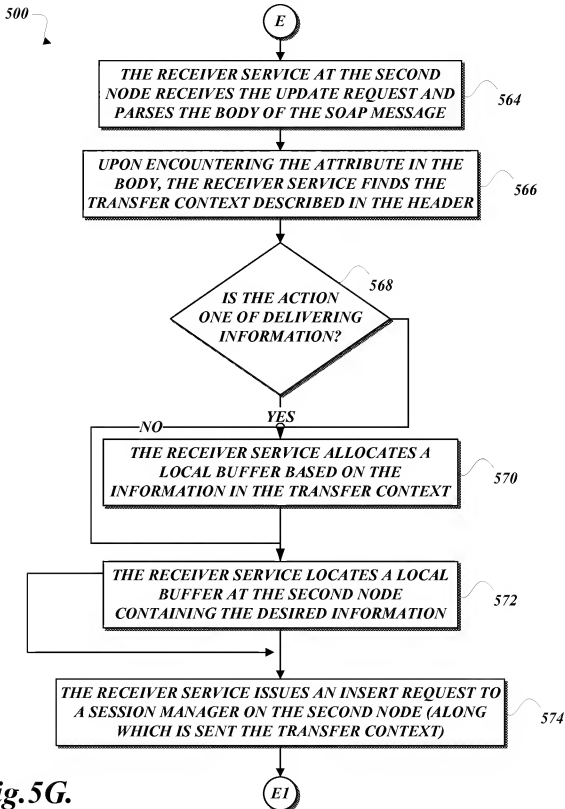 500
E
THE RECEIVER SERVICE AT THE SECOND
NODE RECEIVES THE UPDATE REQUEST AND
PARSES THE BODY OF THE SOAP MESSAGE
564
UPON ENCOUNTERING THE ATTRIBUTE IN THE
BODY, THE RECEIVER SERVICE FINDS THE
TRANSFER CONTEXT DESCRIBED IN THE HEADER
566
568
IS THE ACTION
ONE OF DELIVERING
INFORMATION?
YES
NO
THE RECEIVER SERVICE ALLOCATES A
LOCAL BUFFER BASED ON THE
INFORMATION IN THE TRANSFER CONTEXT
570
THE RECEIVER SERVICE LOCATES A LOCAL
BUFFER AT THE SECOND NODE
CONTAINING THE DESIRED INFORMATION
572
THE RECEIVER SERVICE ISSUES AN INSERT REQUEST TO
A SESSION MANAGER ON THE SECOND NODE (ALONG
WHICH IS SENT THE TRANSFER CONTEXT)
574
E1
ig.5G.